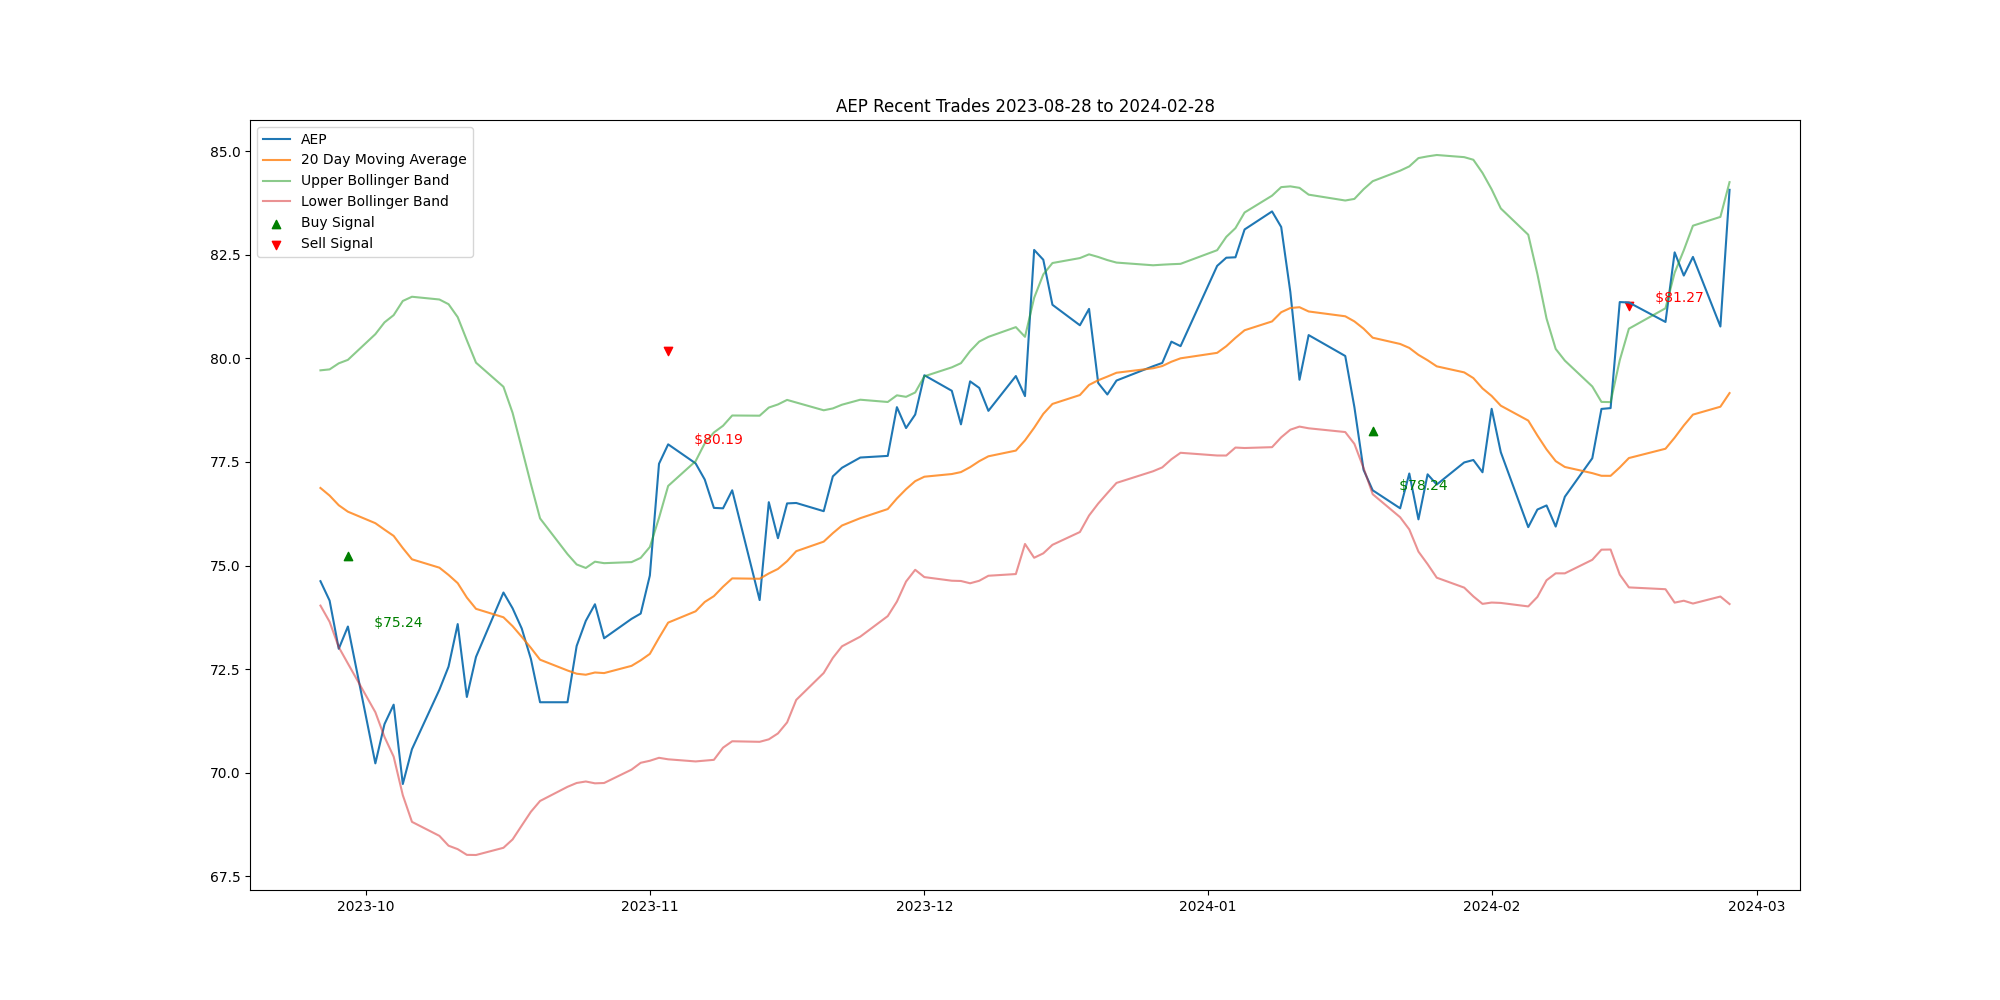 AEP Recent Trades 2023-08-28 to 2024-02-28
AEP
20 Day Moving Average
Upper Bollinger Band
Lower Bollinger Band
Buy Signal
Sell Signal
85.0
82.5
80.0
77.5
75.0
72.5
70.0
67.5
$81.27
$80.19
$78.24
$75.24
2023-10
2023-11
2023-12
2024-01
2024-02
2024-03